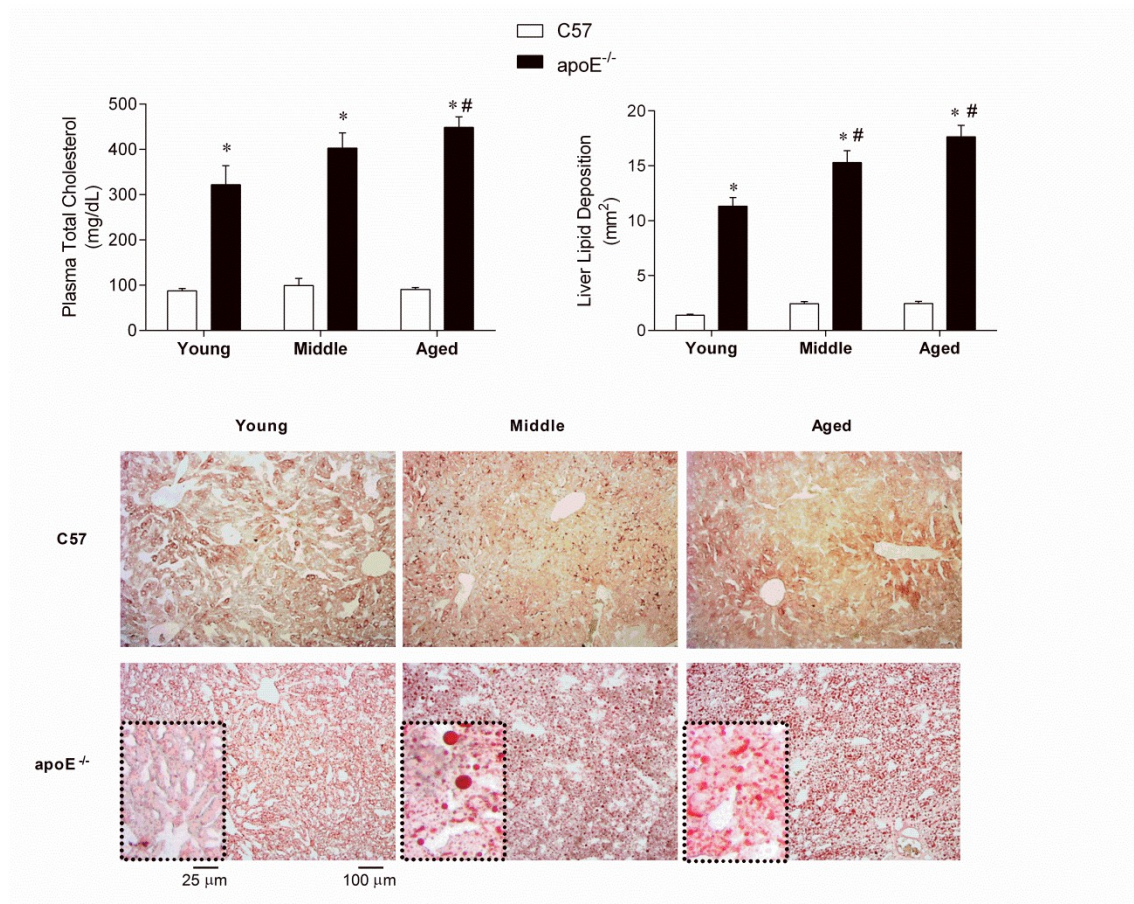 C57
apoE-/-
Plasma Total Cholesterol
(mg/dL)
500
400
300
200
100
0
*
*
* #
Young Middle Aged
Liver Lipid Deposition
(mm2)
20
15
10
5
0
*
* #
* #
Young Middle Aged
Young Middle Aged
C57
apoE -/-
25 μm 100 μm